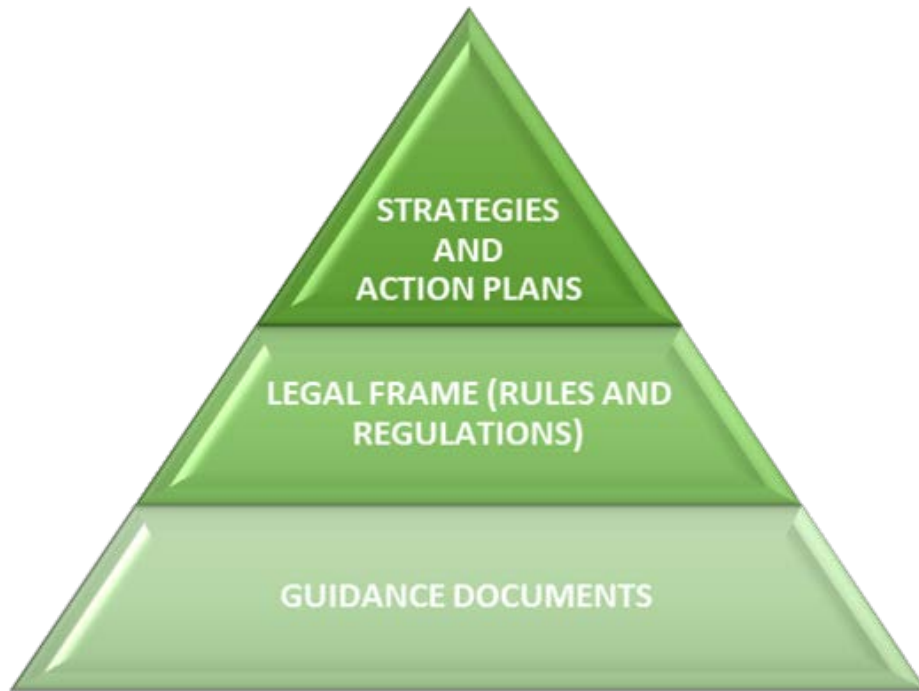 STRATEGIES
AND
ACTION PLANS
LEGAL FRAME (RULES AND
REGULATIONS)
GUIDANCE DOCUMENTS